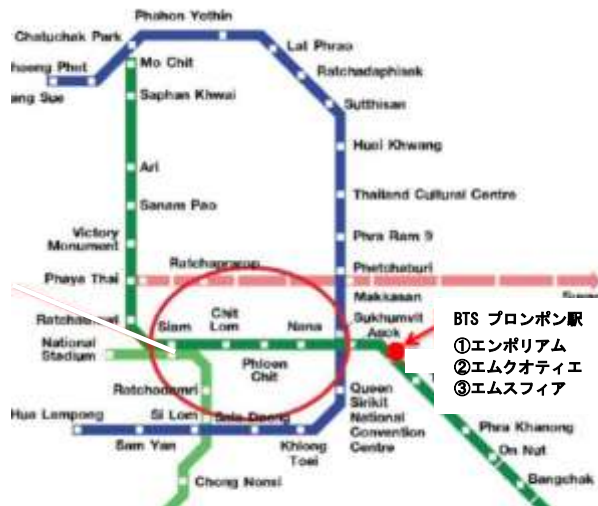 Phahon Yothin
Chatuchak Park
Lat Phrao
Mo Chit
Ratchadaphisek
Saphan Khwai
Sutthisan
Huai Khwang
Ari
Thailand Cultural Centre
Sanam Pao
Victory
Monument
Phra Ram 9
Ratchaprarop
Phetchaburi
Phaya Thai
Makkasan
Sukhumvit
Asok
Siam
Chit
Lom
Nana
National
Stadium
Phloen
Chit
BTS プロンポン駅
①エンポリアム
②エムクオティエ
③エムスフィア
Ratchadamri
Queen
Sirikit
National
Convention
Centre
Hua Lampong
Si Lom
Sala Daeng
Sam Yan
Khlong
Toei
Phra Khanong
On Nut
Bangchak
Chong Nonsi